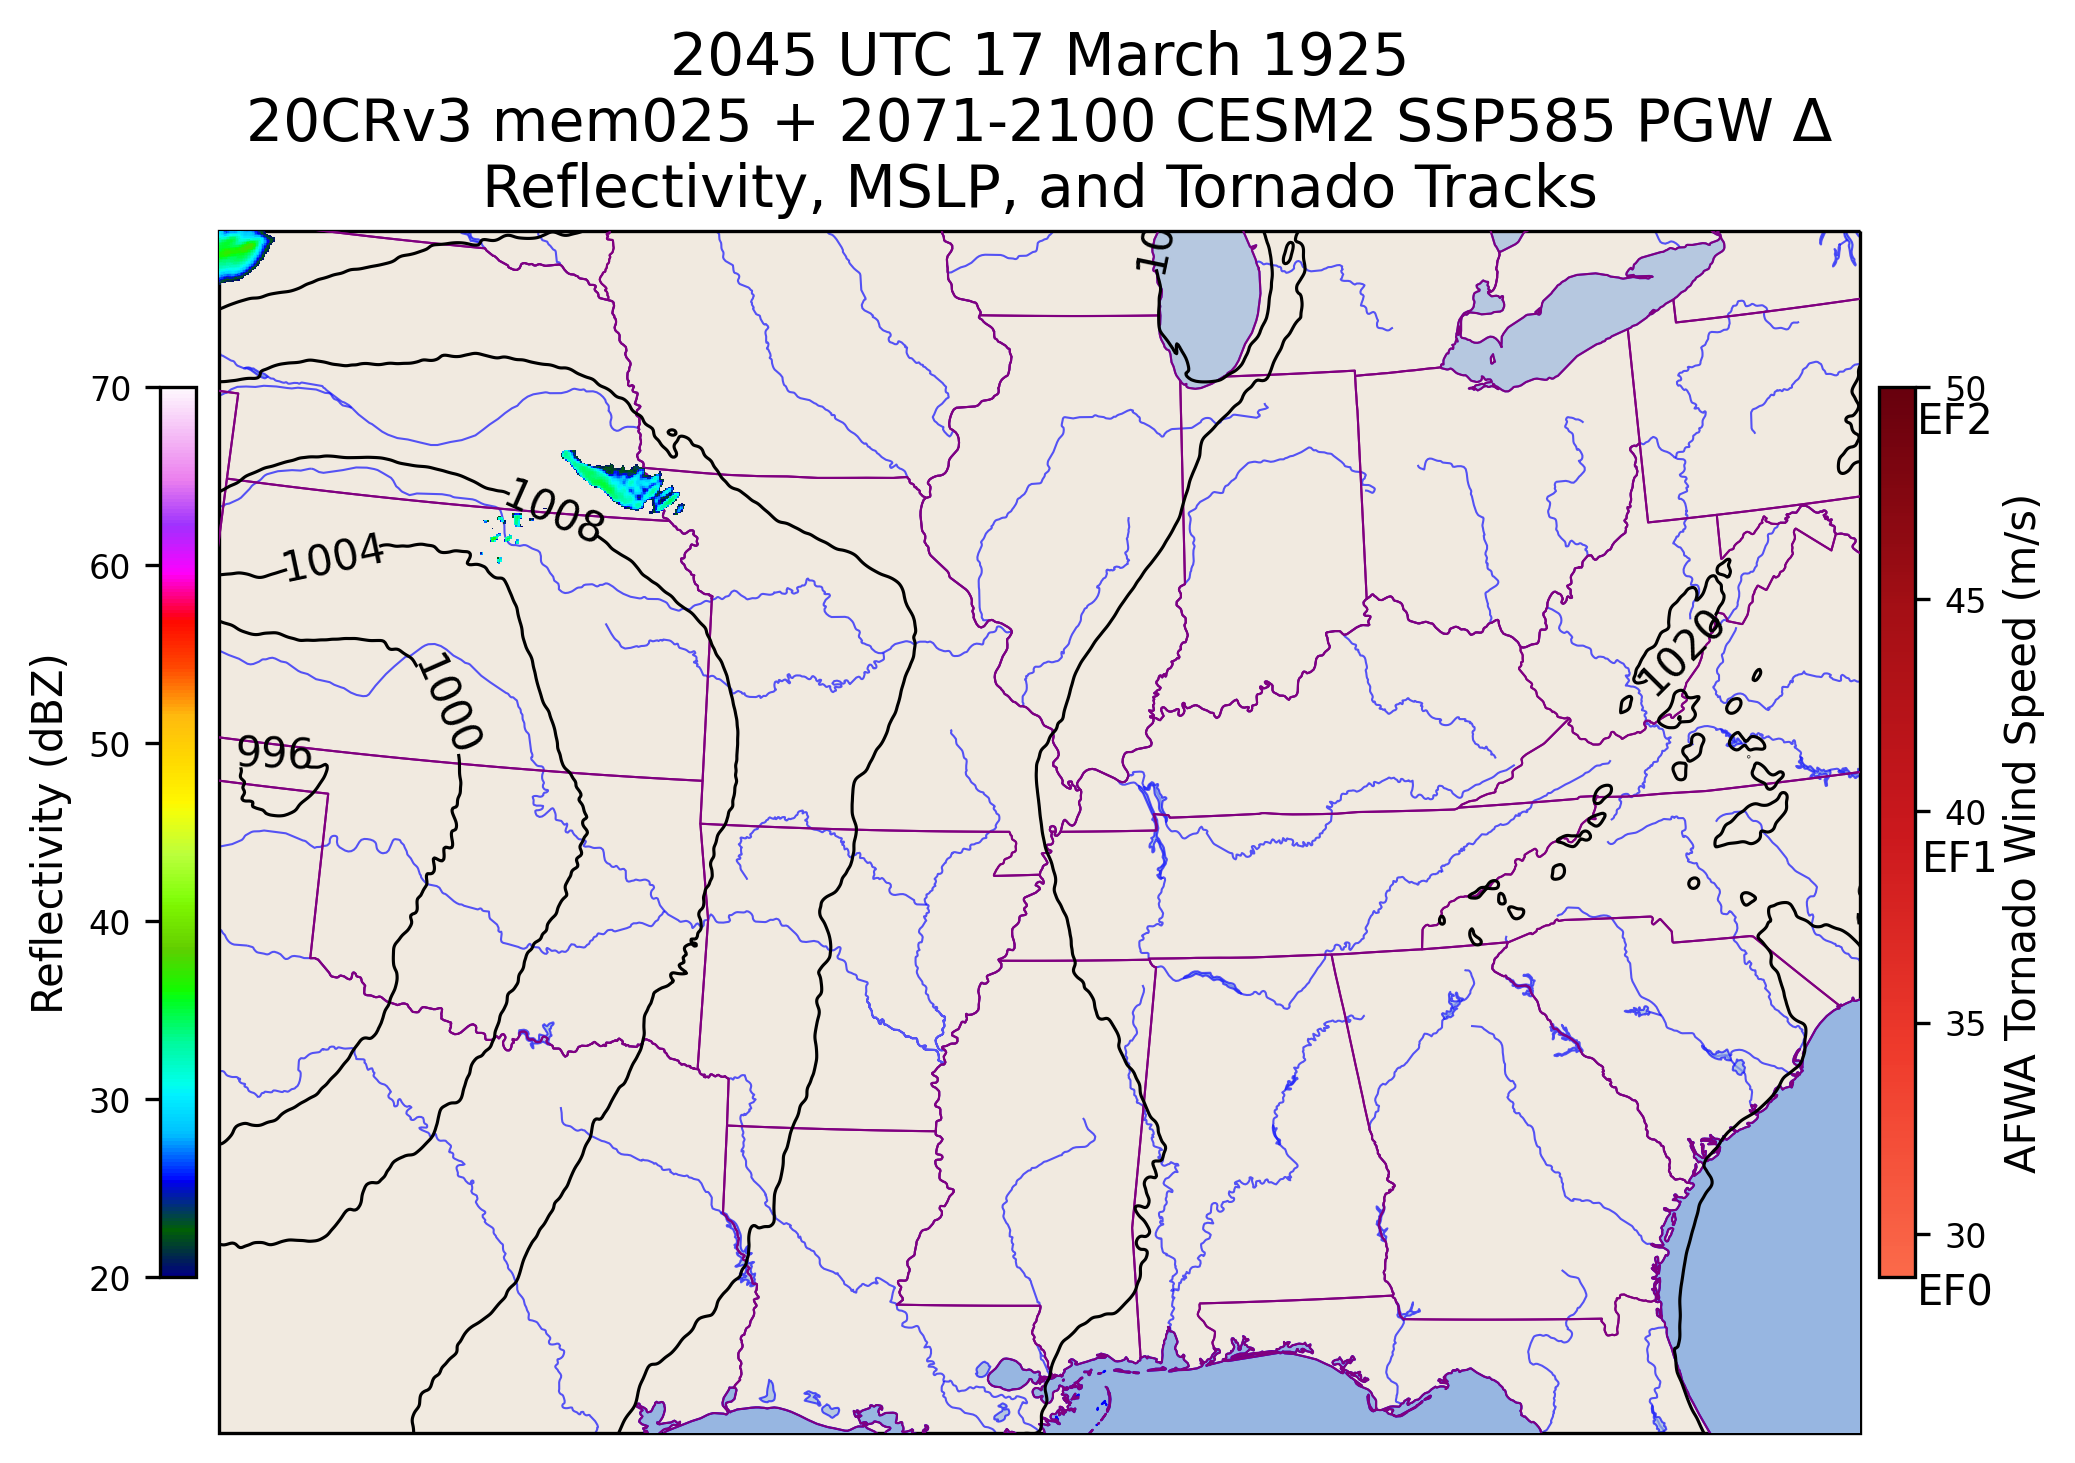 2045 UTC 17 March 1925
20CRv3 mem025 + 2071-2100 CESM2 SSP585 PGW Δ
Reflectivity, MSLP, and Tornado Tracks
Reflectivity (dBZ)
70
60
50
40
30
20
10
1008
1004
1000
996
1020
50
EF2
45
40
EF1
35
30
EF0
AFWA Tornado Wind Speed (m/s)